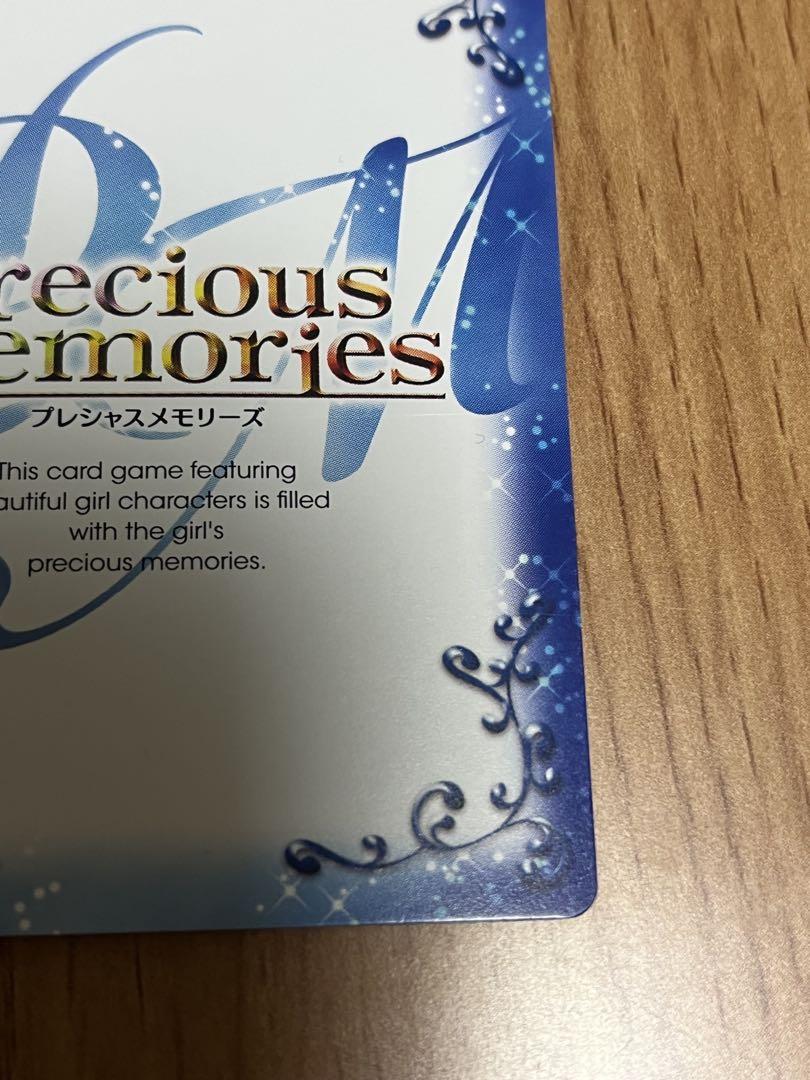 recious
emories
プレシャスメモリーズ
This card game featuring
autiful girl characters is filled
with the girl's
precious memories.